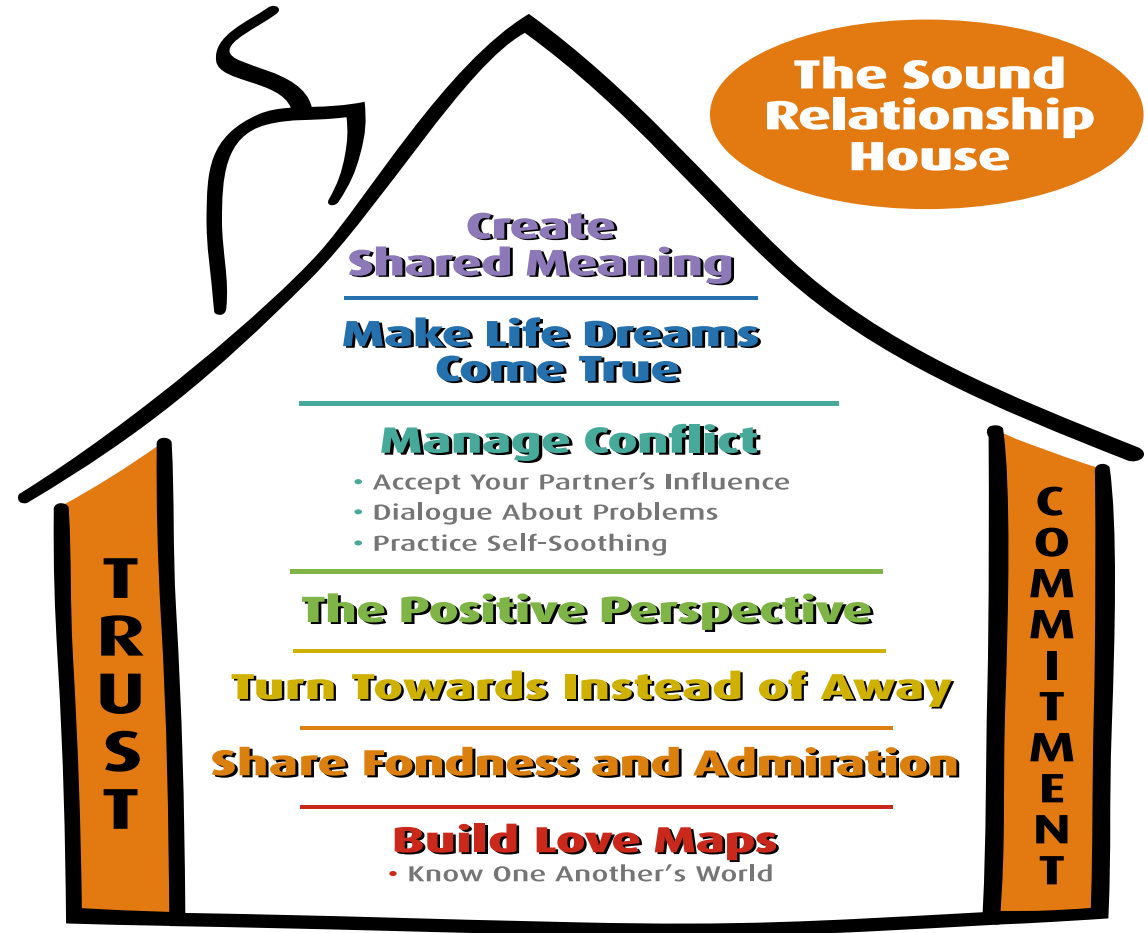 The Sound
Relationship
House
Create
Shared Meaning
Make Life Dreams
Come True
Manage Conflict
• Accept Your Partner’s Influence
• Dialogue About Problems
• Practice Self-Soothing
The Positive Perspective
Turn Towards Instead of Away
Share Fondness and Admiration
Build Love Maps
• Know One Another’s World
TRUST
COMMITMENT